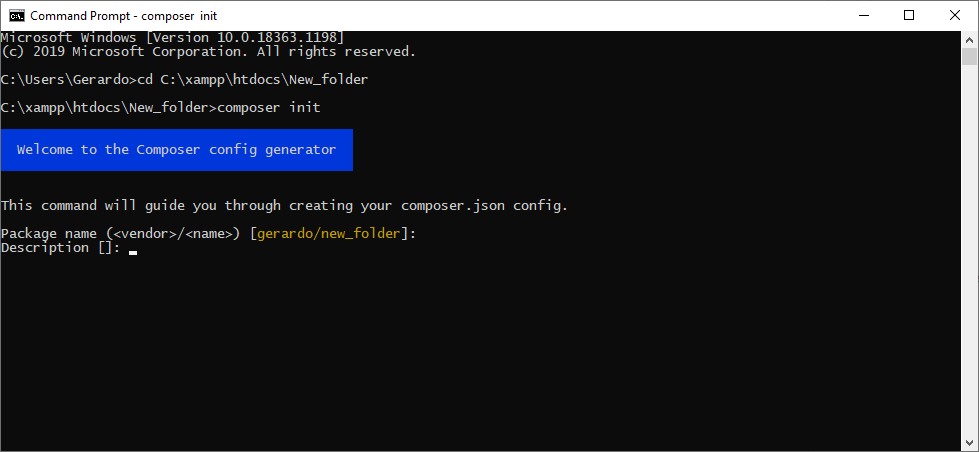 Command Prompt - composer init
Microsoft Windows [Version 10.0.18363.1198]
(c) 2019 Microsoft Corporation. All rights reserved.
C:\Users\Gerardo>cd C:\xampp\htdocs\New_folder
C:\xampp\htdocs\New_folder>composer init
Welcome to the Composer config generator
This command will guide you through creating your composer.json config.
Package name (<vendor>/<name>) [gerardo/new_folder]:
Description []: